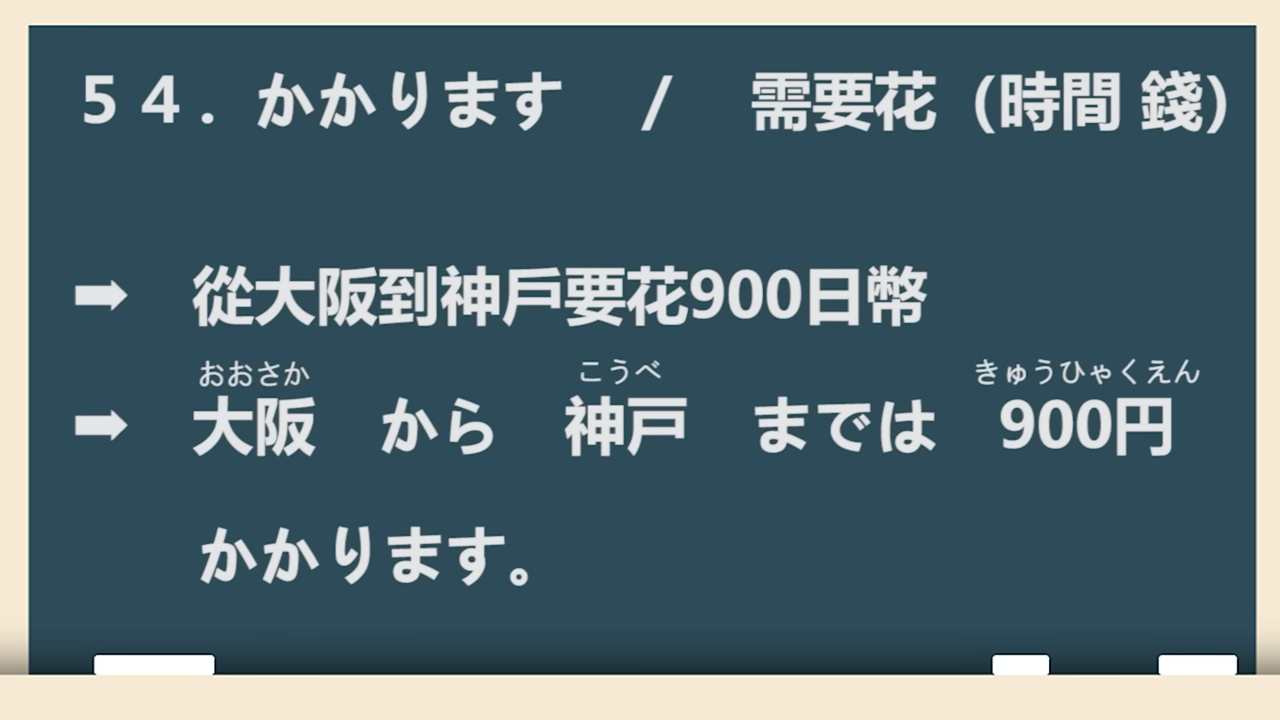 ５４．かかります　/　需要花（時間 錢）
➡　從大阪到神戶要花900日幣
おおさか　こうべ　きゅうひゃくえん
➡　大阪　から　神戸　までは　900円
かかります。